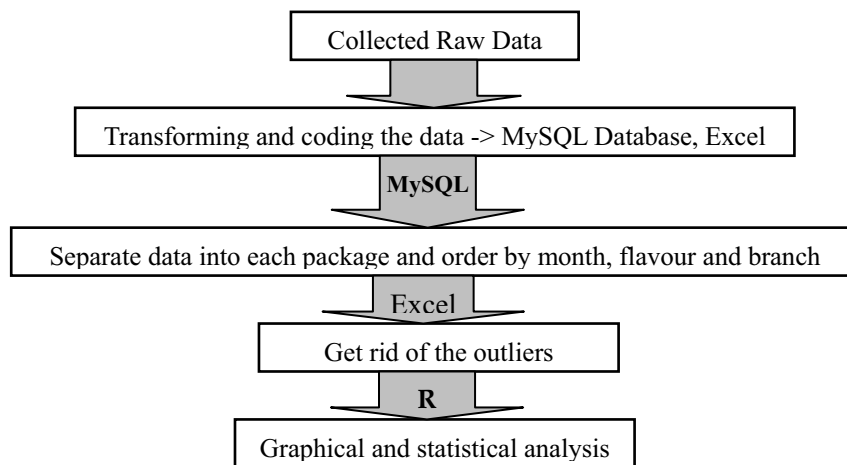 Collected Raw Data
Transforming and coding the data -> MySQL Database, Excel
MySQL
Separate data into each package and order by month, flavour and branch
Excel
Get rid of the outliers
R
Graphical and statistical analysis